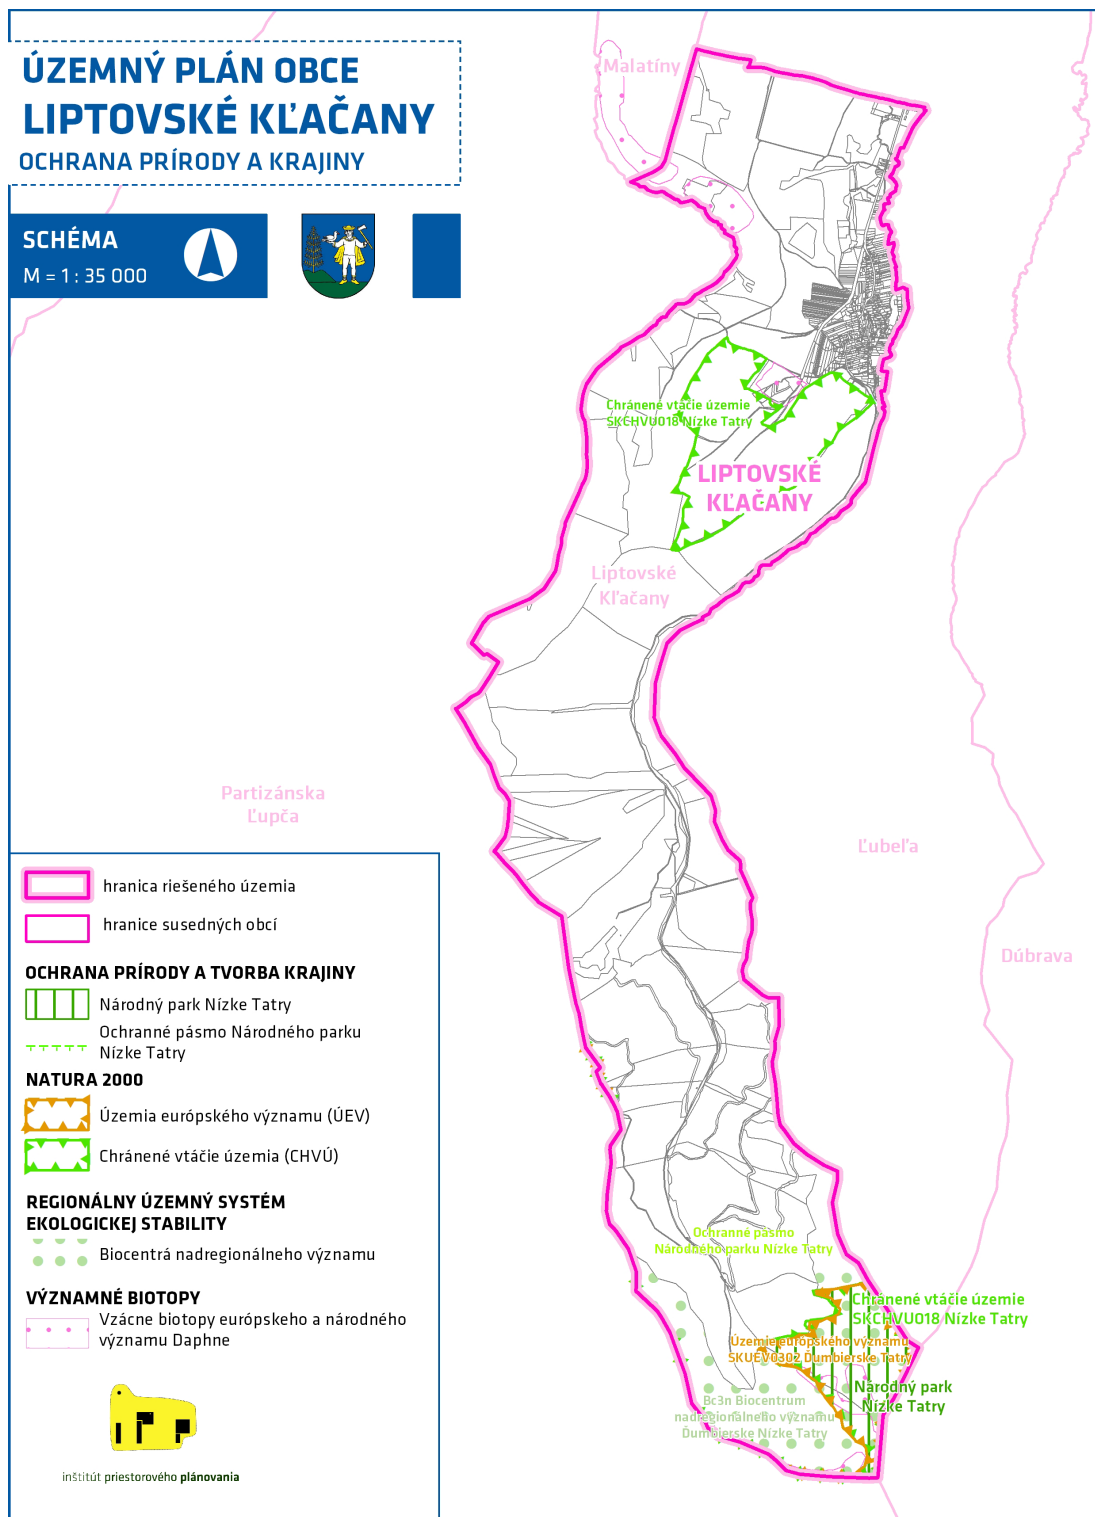 ÚZEMNÝ PLÁN OBCE
LIPTOVSKÉ KĽAČANY
OCHRANA PRÍRODY A KRAJINY
SCHÉMA
M = 1 : 35 000
Malatíny
Chránené vtáčie územie
SKCHVU018 Nízke Tatry
LIPTOVSKÉ
KĽAČANY
Liptovské
Kľačany
Partizánska
Ľupča
Ľubeľa
Dúbrava
Ochranné pásmo
Národného parku Nízke Tatry
Chránené vtáčie územie
SKCHVU018 Nízke Tatry
Územie európskeho významu
SKUEV0302 Ďumbierske Tatry
Národný park
Nízke Tatry
Bc3n Biocentrum
nadregionálneho významu
Ďumbierske Nízke Tatry
hranica riešeného územia
hranice susedných obcí
OCHRANA PRÍRODY A TVORBA KRAJINY
Národný park Nízke Tatry
Ochranné pásmo Národného parku
Nízke Tatry
NATURA 2000
Územia európského významu (ÚEV)
Chránené vtáčie územia (CHVÚ)
REGIONÁLNY ÚZEMNÝ SYSTÉM
EKOLOGICKEJ STABILITY
Biocentrá nadregionálneho významu
VÝZNAMNÉ BIOTOPY
Vzácne biotopy európskeho a národného
významu Daphne
inštitút priestorového plánovania